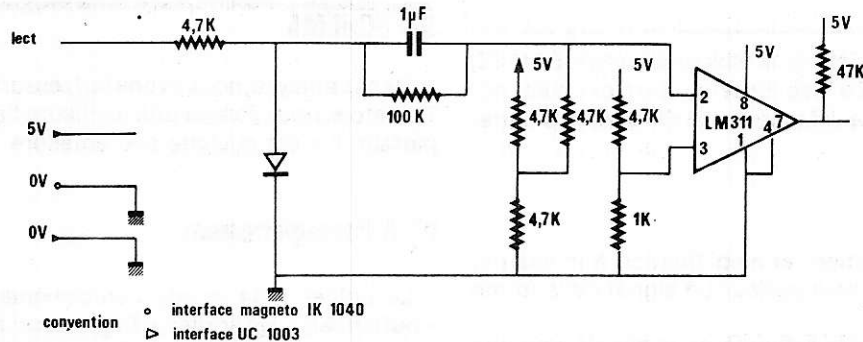 4,7K
lect
1µF
100 K
5V
0V
0V
5V
4,7K
4,7K
4,7K
1K
5V
4,7K
2
3
5V
8
LM311
1
4
7
5V
47K
convention
interface magneto IK 1040
interface UC 1003